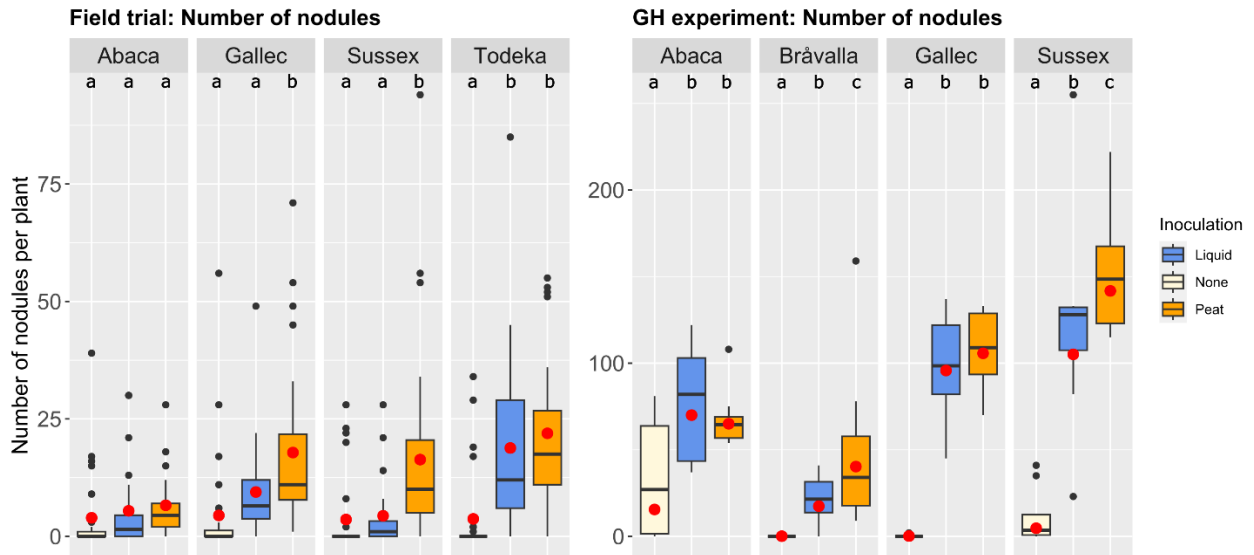 Field trial: Number of nodules
GH experiment: Number of nodules
Abaca Gallec Sussex Todeka
Abaca Bråvalla Gallec Sussex
a a a a a b a a b a b b
a b b a b c a b b a b c
Number of nodules per plant
75
50
25
0
200
100
0
Inoculation
Liquid
None
Peat